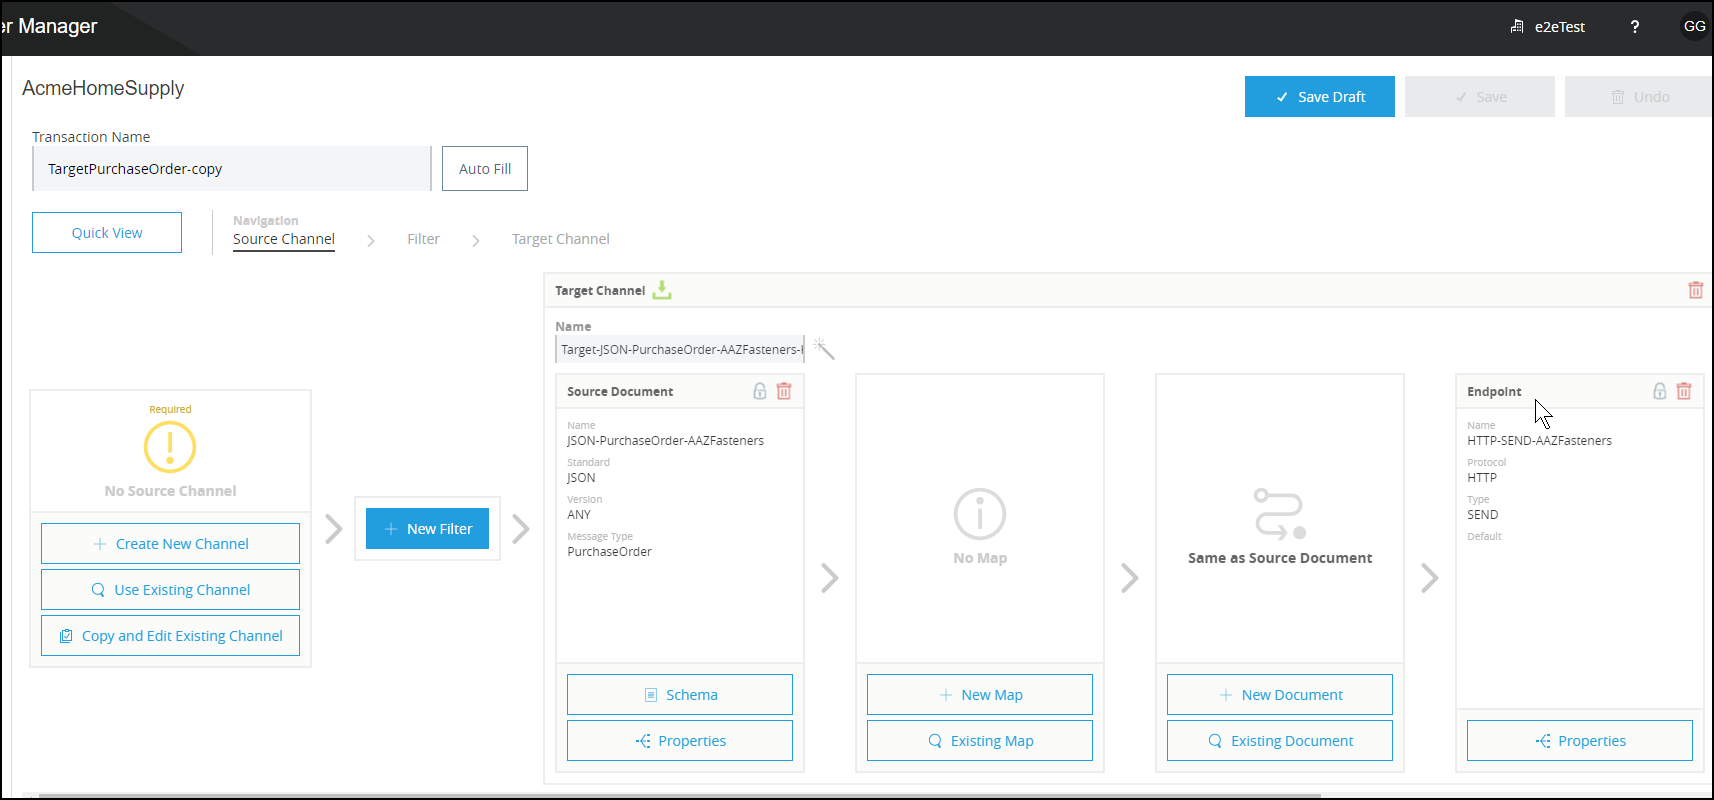 er Manager
e2eTest
?
GG
AcmeHomeSupply
Save Draft
Save
Undo
Transaction Name
TargetPurchaseOrder-copy
Auto Fill
Quick View
Navigation
Source Channel
Filter
Target Channel
Target Channel
Name
Target-JSON-PurchaseOrder-AAZFasteners-H
Required
No Source Channel
Create New Channel
Use Existing Channel
Copy and Edit Existing Channel
New Filter
Source Document
Name
JSON-PurchaseOrder-AAZFasteners
Standard
JSON
Version
ANY
Message Type
PurchaseOrder
Schema
Properties
No Map
New Map
Existing Map
Same as Source Document
New Document
Existing Document
Endpoint
Name
HTTP-SEND-AAZFasteners
Protocol
HTTP
Type
SEND
Default
Properties